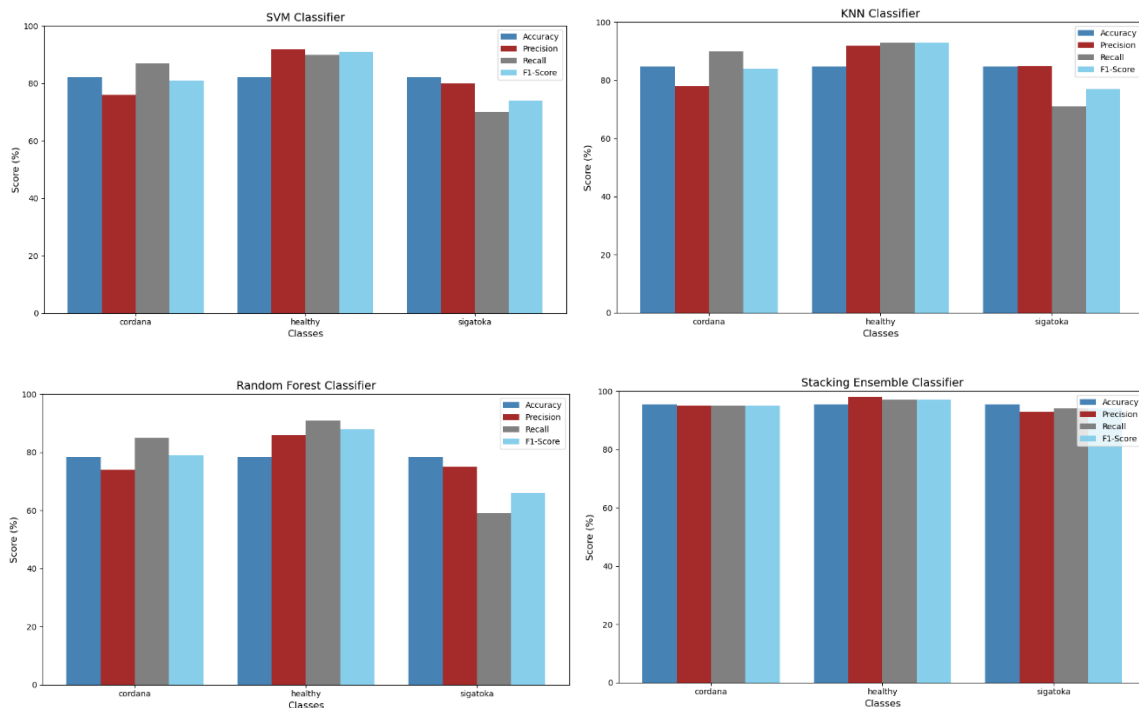 SVM Classifier
100
80
60
40
20
0
Score (%)
Accuracy
Precision
Recall
F1-Score
cordana
healthy
sigatoka
Classes
KNN Classifier
100
80
60
40
20
0
Score (%)
Accuracy
Precision
Recall
F1-Score
cordana
healthy
sigatoka
Classes
Random Forest Classifier
100
80
60
40
20
0
Score (%)
Accuracy
Precision
Recall
F1-Score
cordana
healthy
sigatoka
Classes
Stacking Ensemble Classifier
100
80
60
40
20
0
Score (%)
Accuracy
Precision
Recall
F1-Score
cordana
healthy
sigatoka
Classes